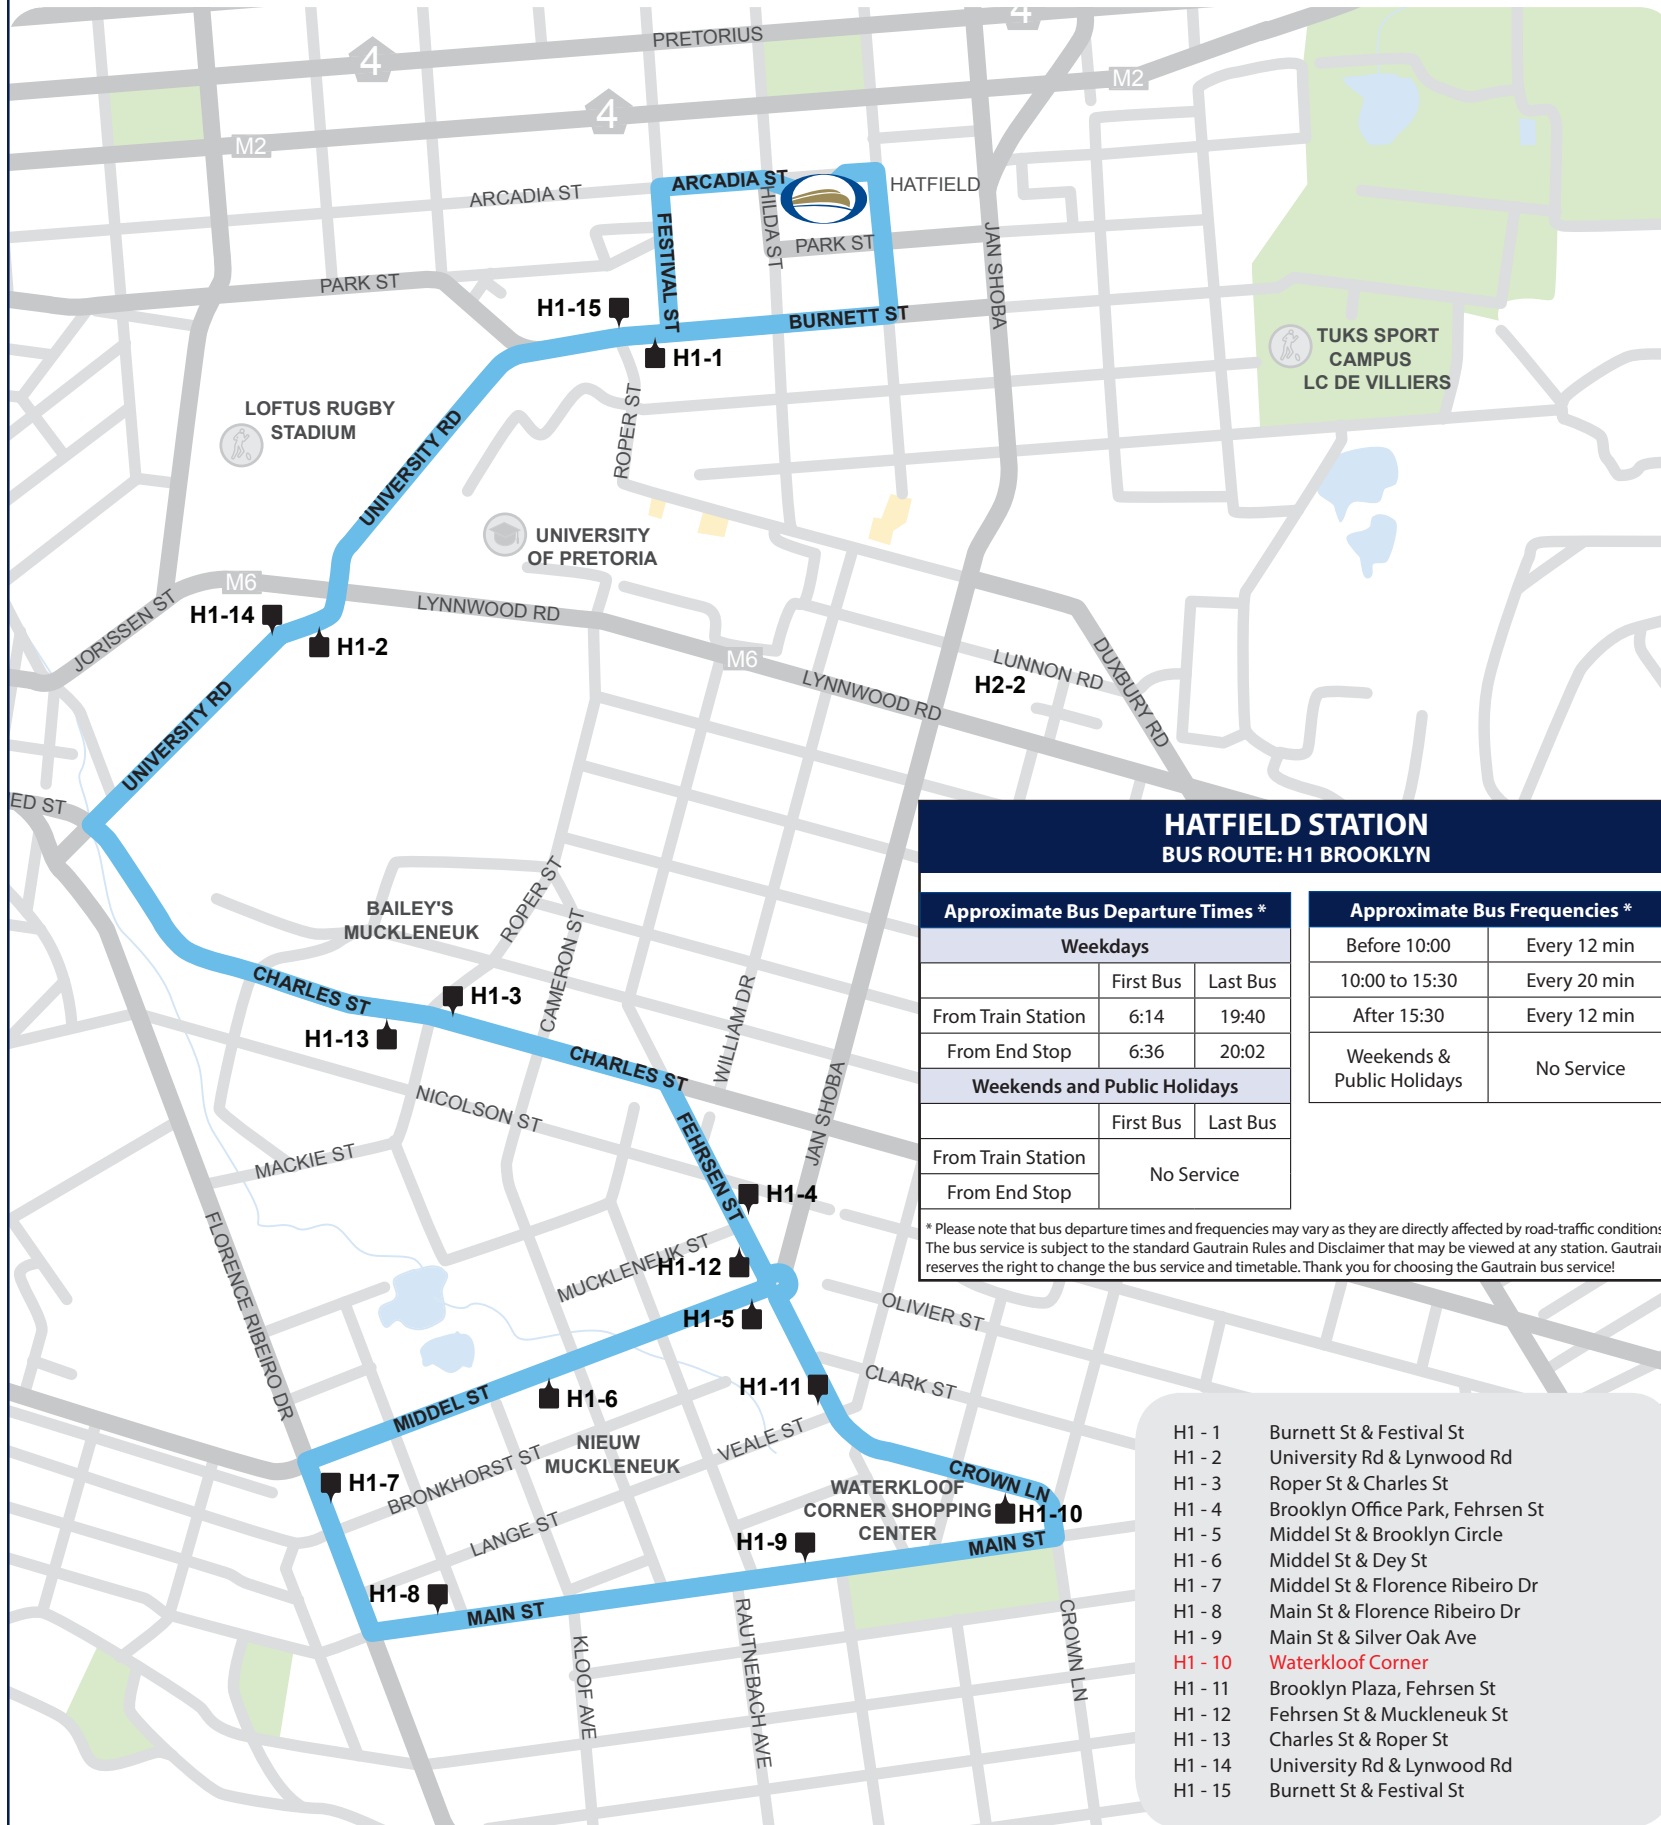 4
PRETORIUS
4
M2
4
M2
ARCADIA ST
ARCADIA ST
HATFIELD
HILDA ST
PARK ST
FESTIVAL ST
JAN SHOBA
PARK ST
H1-15
BURNETT ST
H1-1
TUKS SPORT
CAMPUS
LC DE VILLIERS
LOFTUS RUGBY
STADIUM
UNIVERSITY RD
ROPER ST
UNIVERSITY
OF PRETORIA
M6
LYNNWOOD RD
JORISSEN ST
H1-14
H1-2
M6
LYNNWOOD RD
LUNNON RD
H2-2
DUXBURY RD
UNIVERSITY RD
ED ST
HATFIELD STATION
BUS ROUTE: H1 BROOKLYN
Approximate Bus Departure Times *
Weekdays
First Bus Last Bus
From Train Station 6:14 19:40
From End Stop 6:36 20:02
Weekends and Public Holidays
First Bus Last Bus
From Train Station
No Service
From End Stop
Approximate Bus Frequencies *
Before 10:00 Every 12 min
10:00 to 15:30 Every 20 min
After 15:30 Every 12 min
Weekends &
Public Holidays
No Service
* Please note that bus departure times and frequencies may vary as they are directly affected by road-traffic conditions
The bus service is subject to the standard Gautrain Rules and Disclaimer that may be viewed at any station. Gautrain
reserves the right to change the bus service and timetable. Thank you for choosing the Gautrain bus service!
BAILEY'S
MUCKLENEUK
ROPER ST
CAMERON ST
CHARLES ST
H1-3
H1-13
WILLIAM DR
CHARLES ST
JAN SHOBA
NICOLSON ST
FEHRSEN ST
MACKIE ST
H1-4
FLORENCE RIBEIRO DR
MUCKLENEUK ST
H1-12
H1-5
OLIVIER ST
CLARK ST
H1-11
MIDDEL ST
H1-6
NIEUW
MUCKLENEUK
VEALE ST
BRONKHORST ST
H1-7
LANGE ST
CROWN LN
WATERKLOOF
CORNER SHOPPING
CENTER
H1-10
H1-9
MAIN ST
H1-8
MAIN ST
KLOOF AVE
RAUTNEBACH AVE
CROWN LN
H1 - 1 Burnett St & Festival St
H1 - 2 University Rd & Lynwood Rd
H1 - 3 Roper St & Charles St
H1 - 4 Brooklyn Office Park, Fehrsen St
H1 - 5 Middel St & Brooklyn Circle
H1 - 6 Middel St & Dey St
H1 - 7 Middel St & Florence Ribeiro Dr
H1 - 8 Main St & Florence Ribeiro Dr
H1 - 9 Main St & Silver Oak Ave
H1 - 10 Waterkloof Corner
H1 - 11 Brooklyn Plaza, Fehrsen St
H1 - 12 Fehrsen St & Muckleneuk St
H1 - 13 Charles St & Roper St
H1 - 14 University Rd & Lynwood Rd
H1 - 15 Burnett St & Festival St